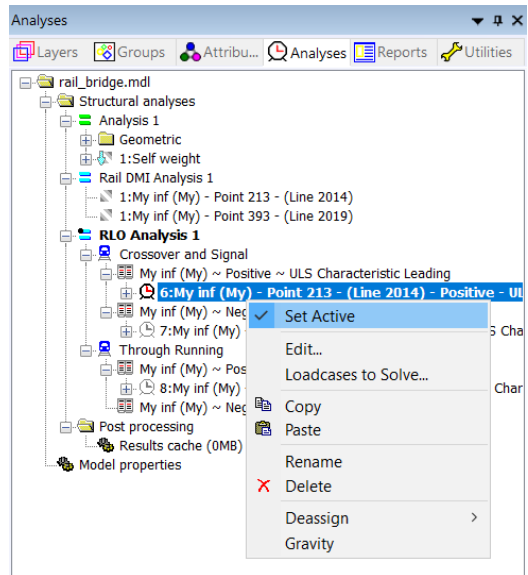 Analyses
Layers Groups Attribu... Analyses Reports Utilities
rail_bridge.mdl
Structural analyses
Analysis 1
Geometric
1:Self weight
Rail DMI Analysis 1
1:My inf (My) - Point 213 - (Line 2014)
1:My inf (My) - Point 393 - (Line 2019)
RLO Analysis 1
Crossover and Signal
My inf (My) ~ Positive ~ ULS Characteristic Leading
6:My inf (My) - Point 213 - (Line 2014) - Positive - UL
My inf (My) ~ Neg
7:My inf (My) S Cha
Through Running
My inf (My) ~ Pos
8:My inf (My) Char
My inf (My) ~ Neg
Post processing
Results cache (0MB)
Model properties
Set Active
Edit...
Loadcases to Solve...
Copy
Paste
Rename
Delete
Deassign
Gravity